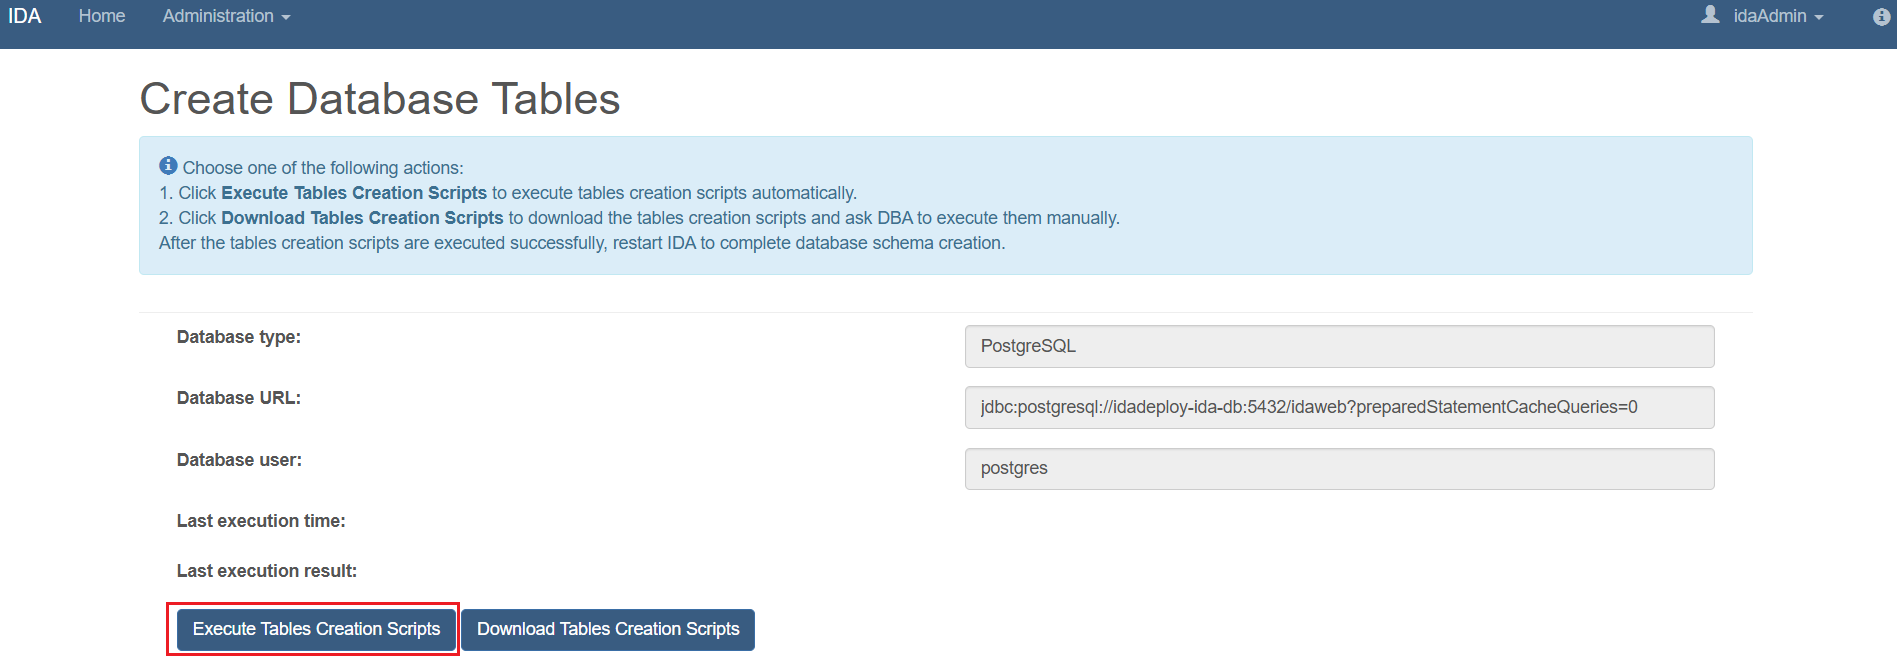 IDA Home Administration idaAdmin
Create Database Tables
Choose one of the following actions:
1. Click Execute Tables Creation Scripts to execute tables creation scripts automatically.
2. Click Download Tables Creation Scripts to download the tables creation scripts and ask DBA to execute them manually.
After the tables creation scripts are executed successfully, restart IDA to complete database schema creation.
Database type: PostgreSQL
Database URL: jdbc:postgresql://idadeploy-ida-db:5432/idaweb?preparedStatementCacheQueries=0
Database user: postgres
Last execution time:
Last execution result:
Execute Tables Creation Scripts Download Tables Creation Scripts